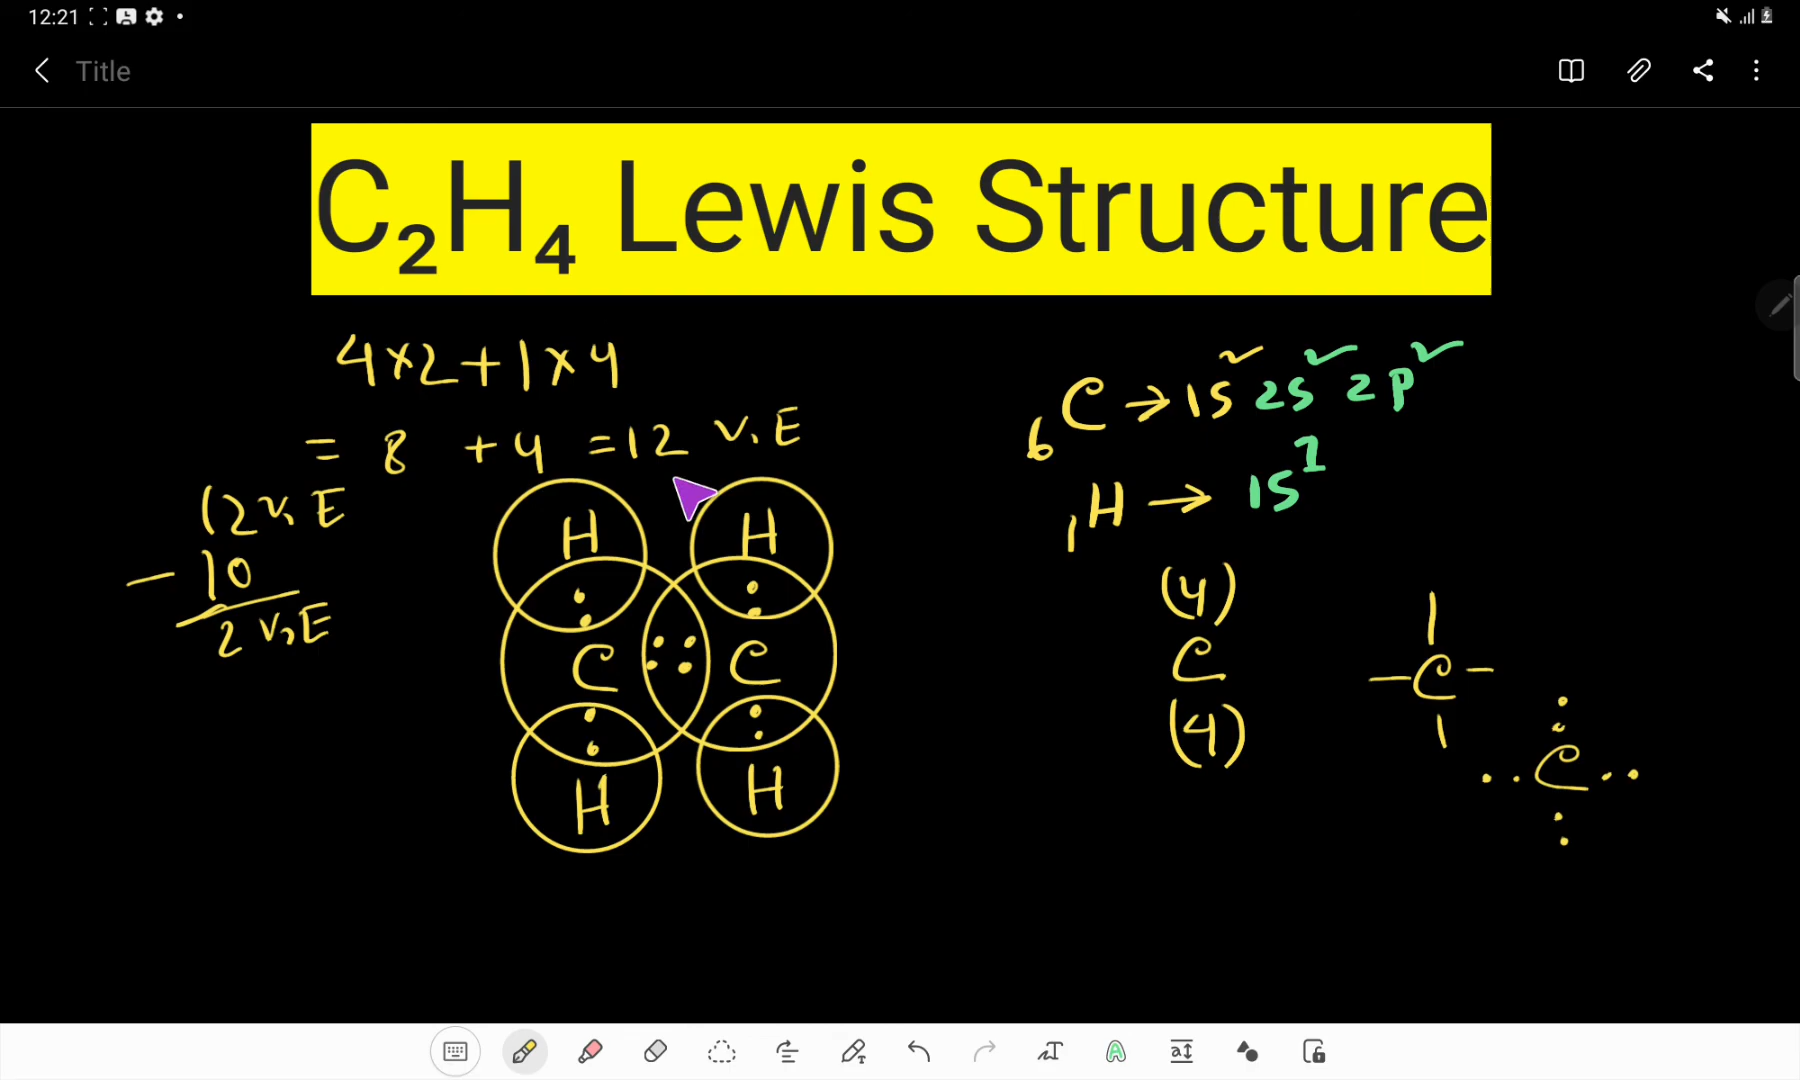 12:21
Title
C₂H₄ Lewis Structure
4×2+1×4
= 8 + 4 = 12 V.E
12 V.E
- 10
2 V.E
₆C → 1s² 2s² 2p²
₁H → 1s¹
H H
C :: C
H H
(4)
C
(4)
C
C
T
A
a